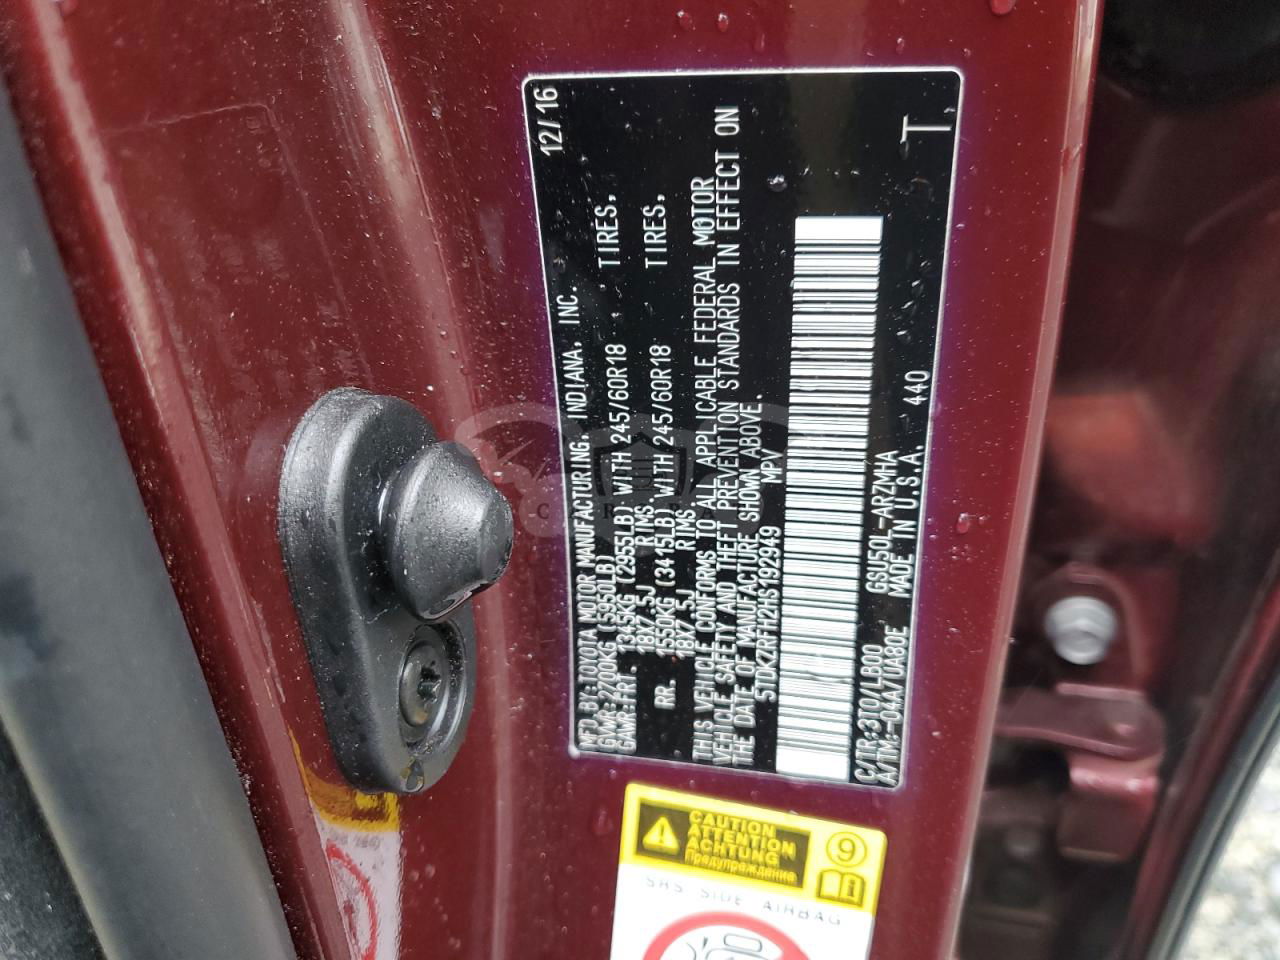 MFD.BY:TOYOTA MOTOR MANUFACTURING, INDIANA, INC. 12/16
GVWR:2700KG (5950LB)
GAWR:FRT. 1345KG (2955LB) WITH 245/60R18 TIRES,
18X7.5J RIMS.
RR. 1550KG (3415LB) WITH 245/60R18 TIRES,
18X7.5J RIMS.
THIS VEHICLE CONFORMS TO ALL APPLICABLE FEDERAL MOTOR
VEHICLE SAFETY AND THEFT PREVENTION STANDARDS IN EFFECT ON
THE DATE OF MANUFACTURE SHOWN ABOVE.
5TDKZRFH2HS192949 MPV
C/TR:3T0/LB00 GSU50L-ARZMHA
A/TM:-04A/UA80E MADE IN U.S.A. 440
T
CAUTION
ATTENTION
ACHTUNG
Предупреждение
9
i
SRS SIDE AIRBAG